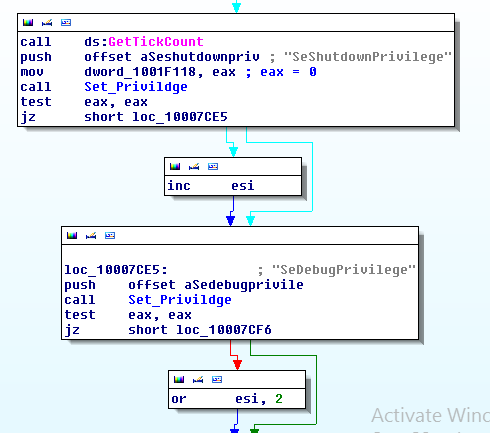 call ds:GetTickCount
push offset aSeshutdownpriv ; "SeShutdownPrivilege"
mov dword_1001F118, eax ; eax = 0
call Set_Privildge
test eax, eax
jz short loc_10007CE5
inc esi
loc_10007CE5: ; "SeDebugPrivilege"
push offset aSedebugprivile
call Set_Privildge
test eax, eax
jz short loc_10007CF6
or esi, 2
Activate Wind